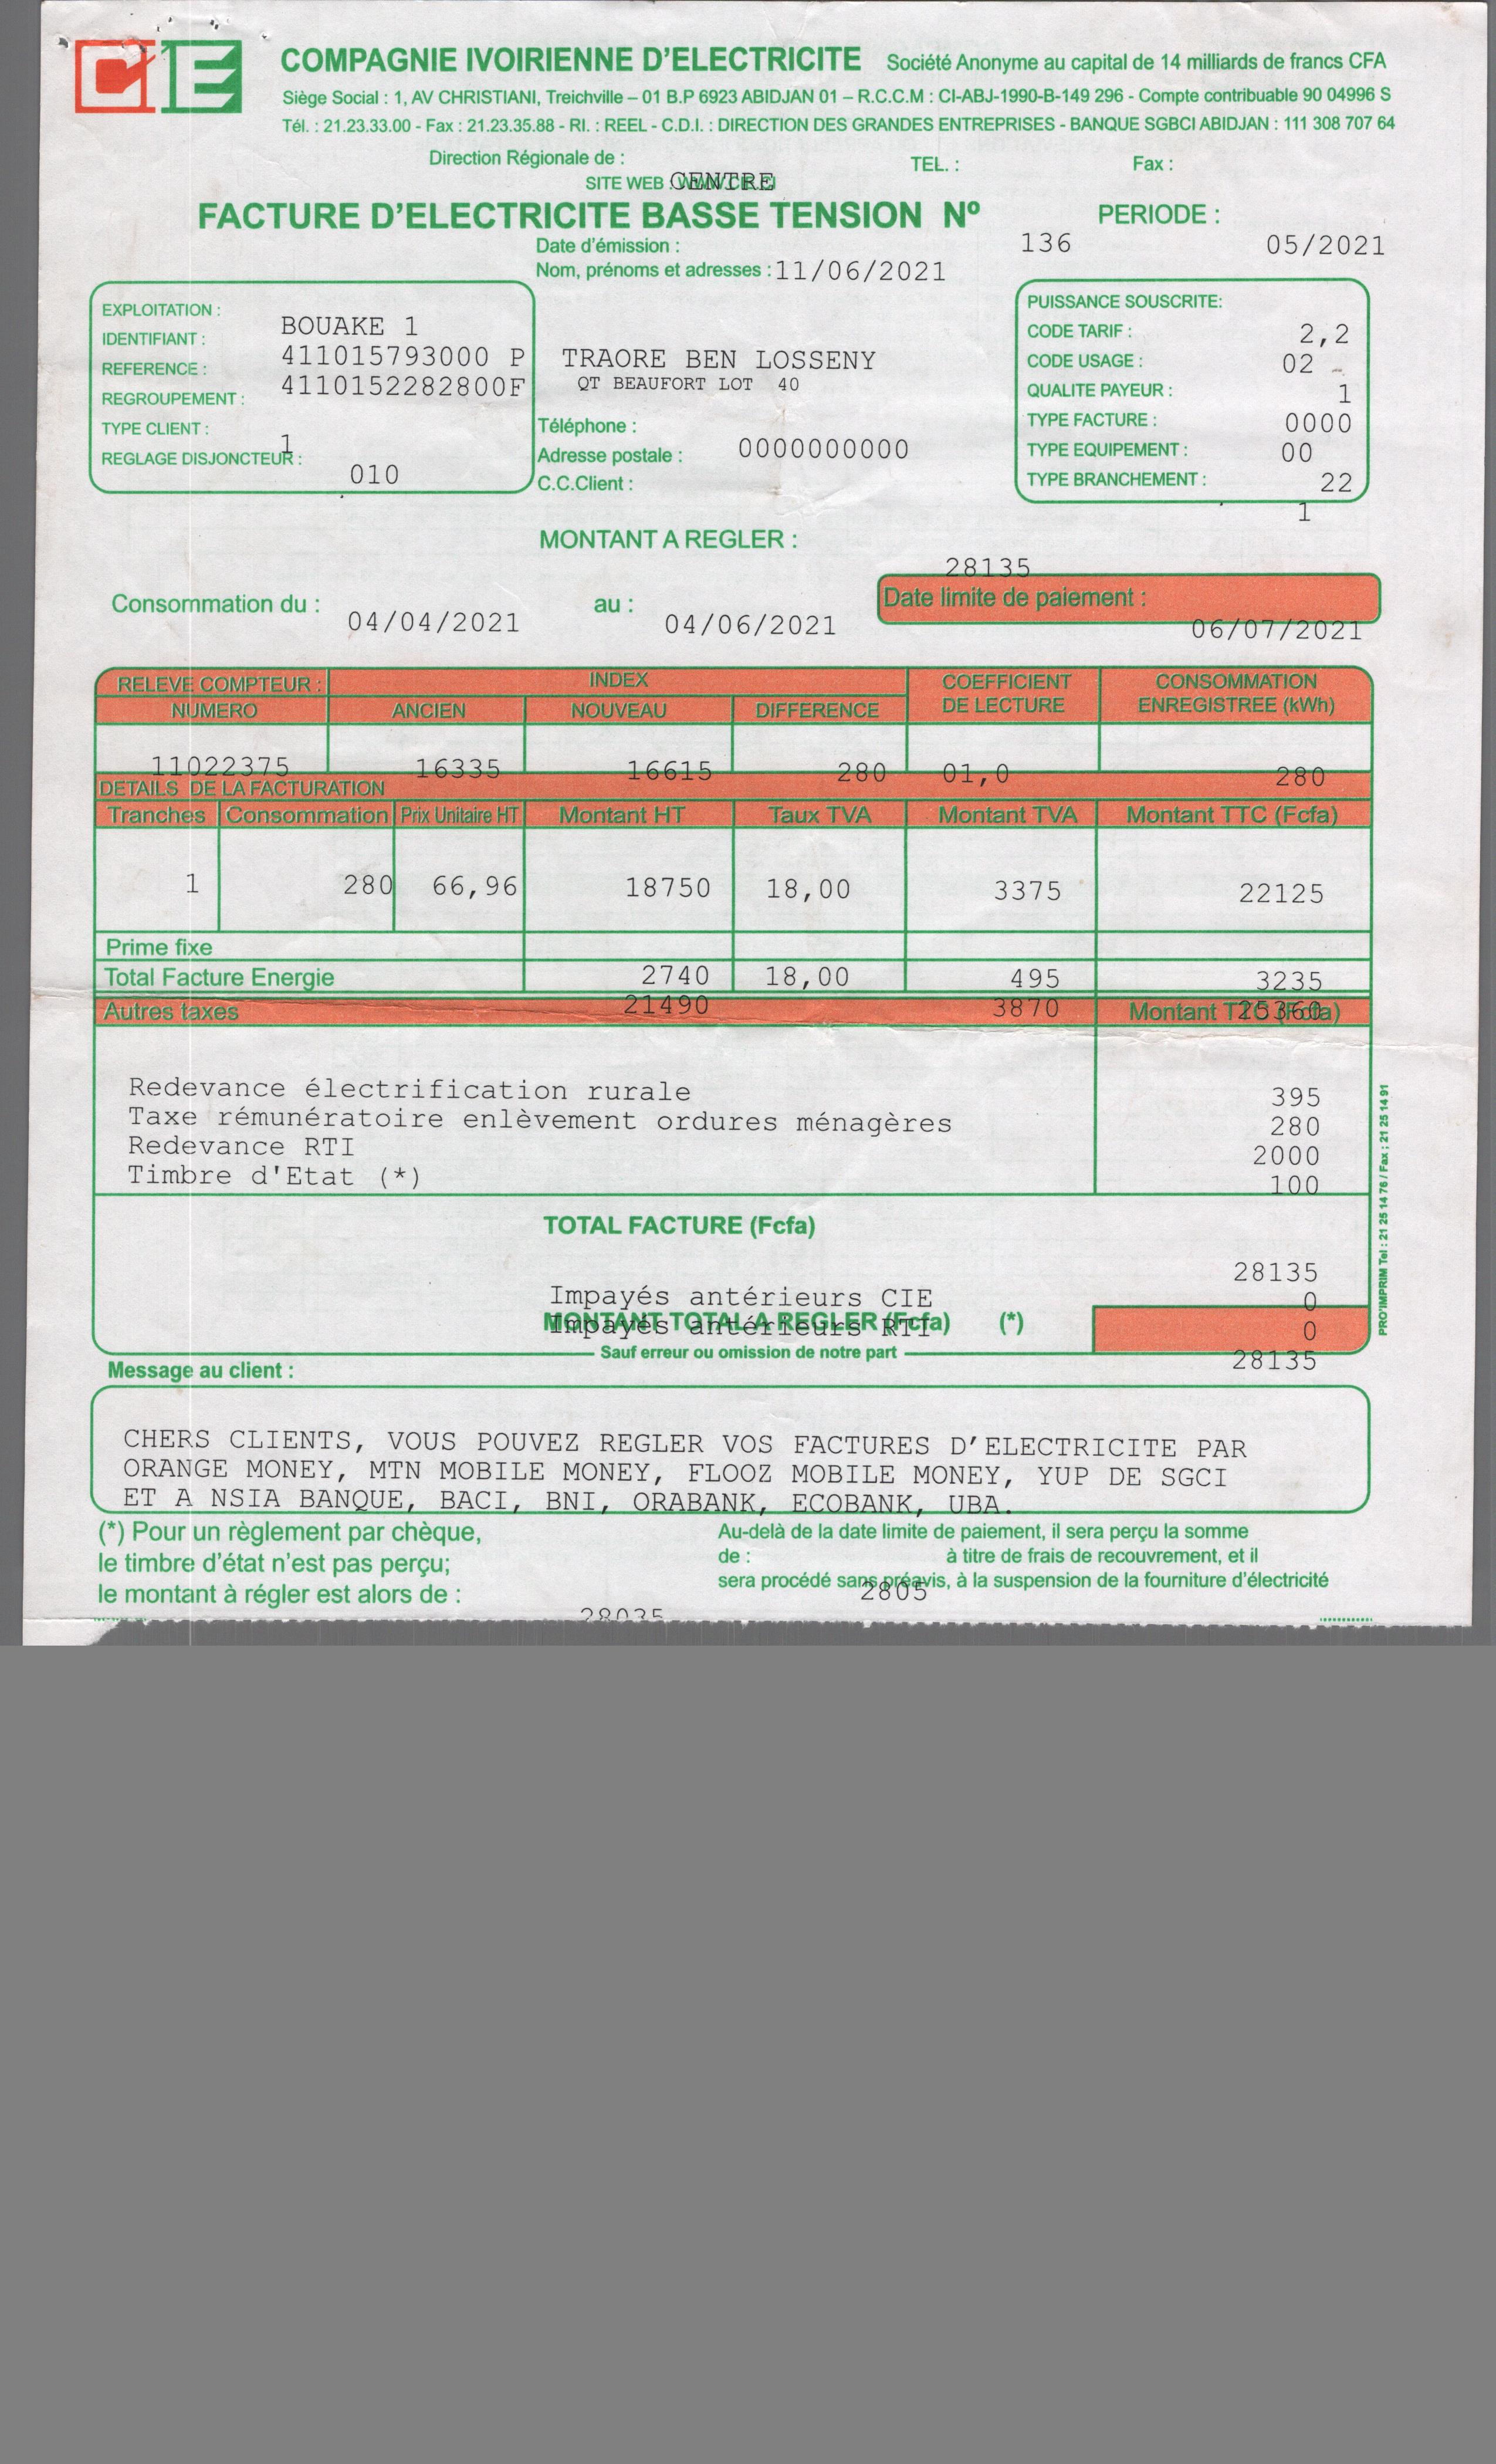 CIE
COMPAGNIE IVOIRIENNE D'ELECTRICITE Société Anonyme au capital de 14 milliards de francs CFA
Siège Social : 1, AV CHRISTIANI, Treichville – 01 B.P 6923 ABIDJAN 01 – R.C.C.M : CI-ABJ-1990-B-149 296 - Compte contribuable 90 04996 S
Tél. : 21.23.33.00 - Fax : 21.23.35.88 - RI. : REEL - C.D.I. : DIRECTION DES GRANDES ENTREPRISES - BANQUE SGBCI ABIDJAN : 111 308 707 64
Direction Régionale de : TEL. : Fax :
SITE WEB : CENTRE
FACTURE D'ELECTRICITE BASSE TENSION Nº PERIODE :
Date d'émission : 136 05/2021
Nom, prénoms et adresses : 11/06/2021
EXPLOITATION :
BOUAKE 1
IDENTIFIANT :
411015793000 P
REFERENCE :
4110152282800F
REGROUPEMENT :
TYPE CLIENT :
1
REGLAGE DISJONCTEUR :
010
TRAORE BEN LOSSENY
QT BEAUFORT LOT 40
Téléphone :
0000000000
Adresse postale :
C.C.Client :
PUISSANCE SOUSCRITE:
2,2
CODE TARIF :
02
CODE USAGE :
1
QUALITE PAYEUR :
0000
TYPE FACTURE :
00
TYPE EQUIPEMENT :
22
TYPE BRANCHEMENT :
1
MONTANT A REGLER :
28135
Consommation du : 04/04/2021 au : 04/06/2021 Date limite de paiement :
06/07/2021
RELEVE COMPTEUR : INDEX COEFFICIENT DE LECTURE CONSOMMATION ENREGISTREE (kWh)
NUMERO ANCIEN NOUVEAU DIFFERENCE
11022375 16335 16615 280 01,0 280
DETAILS DE LA FACTURATION
Tranches Consommation Prix Unitaire HT Montant HT Taux TVA Montant TVA Montant TTC (Fcfa)
1 280 66,96 18750 18,00 3375 22125
Prime fixe
Total Facture Energie 2740 18,00 495 3235
Autres taxes 21490 3870 Montant TTC (Fcfa) 25360
Redevance électrification rurale 395
Taxe rémunératoire enlèvement ordures ménagères 280
Redevance RTI 2000
Timbre d'Etat (*) 100
TOTAL FACTURE (Fcfa)
28135
Impayés antérieurs CIE 0
MONTANT TOTAL A REGLER (Fcfa) (*)
Impayés antérieurs RTI 0
Sauf erreur ou omission de notre part
28135
PRO'IMPRIM Tel : 21 25 14 76 / Fax : 21 25 14 91
Message au client :
CHERS CLIENTS, VOUS POUVEZ REGLER VOS FACTURES D'ELECTRICITE PAR
ORANGE MONEY, MTN MOBILE MONEY, FLOOZ MOBILE MONEY, YUP DE SGCI
ET A NSIA BANQUE, BACI, BNI, ORABANK, ECOBANK, UBA.
(*) Pour un règlement par chèque,
le timbre d'état n'est pas perçu;
le montant à régler est alors de :
28035
Au-delà de la date limite de paiement, il sera perçu la somme
de : à titre de frais de recouvrement, et il
sera procédé sans préavis, à la suspension de la fourniture d'électricité
2805